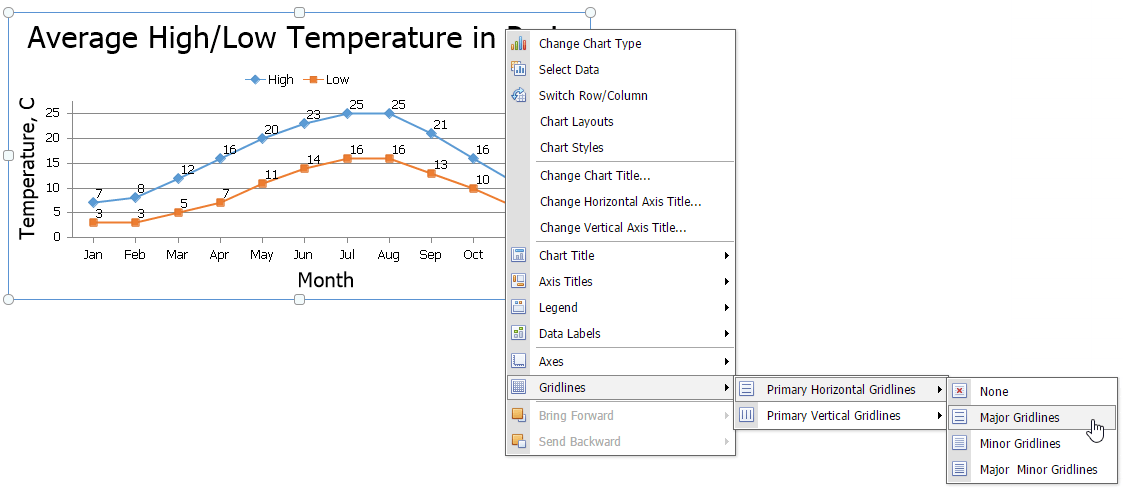 Average High/Low Temperature in
High Low
Temperature, C
25
20
15
10
5
0
7 8 12 16 20 23 25 25 21 16
3 3 5 7 11 14 16 16 13 10
Jan Feb Mar Apr May Jun Jul Aug Sep Oct
Month
Change Chart Type
Select Data
Switch Row/Column
Chart Layouts
Chart Styles
Change Chart Title...
Change Horizontal Axis Title...
Change Vertical Axis Title...
Chart Title
Axis Titles
Legend
Data Labels
Axes
Gridlines
Bring Forward
Send Backward
Primary Horizontal Gridlines
Primary Vertical Gridlines
None
Major Gridlines
Minor Gridlines
Major Minor Gridlines